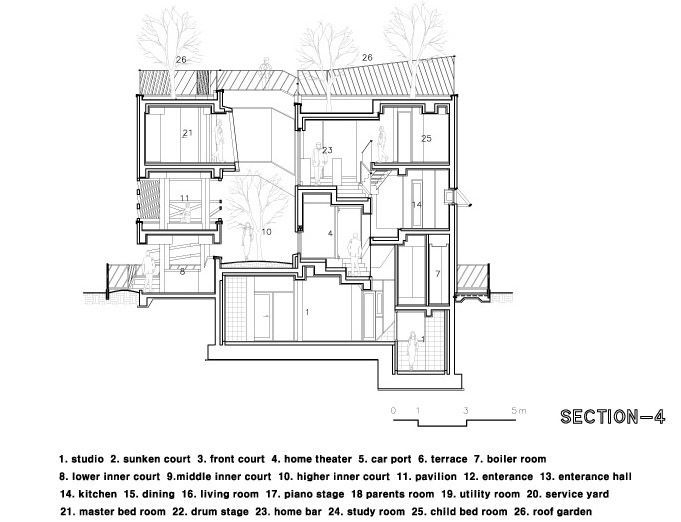 26
26
21
23
25
11
14
10
4
8
7
1
1
0 1 3 5m
SECTION-4
1. studio 2. sunken court 3. front court 4. home theater 5. car port 6. terrace 7. boiler room
8. lower inner court 9.middle inner court 10. higher inner court 11. pavilion 12. enterance 13. enterance hall
14. kitchen 15. dining 16. living room 17. piano stage 18 parents room 19. utility room 20. service yard
21. master bed room 22. drum stage 23. home bar 24. study room 25. child bed room 26. roof garden